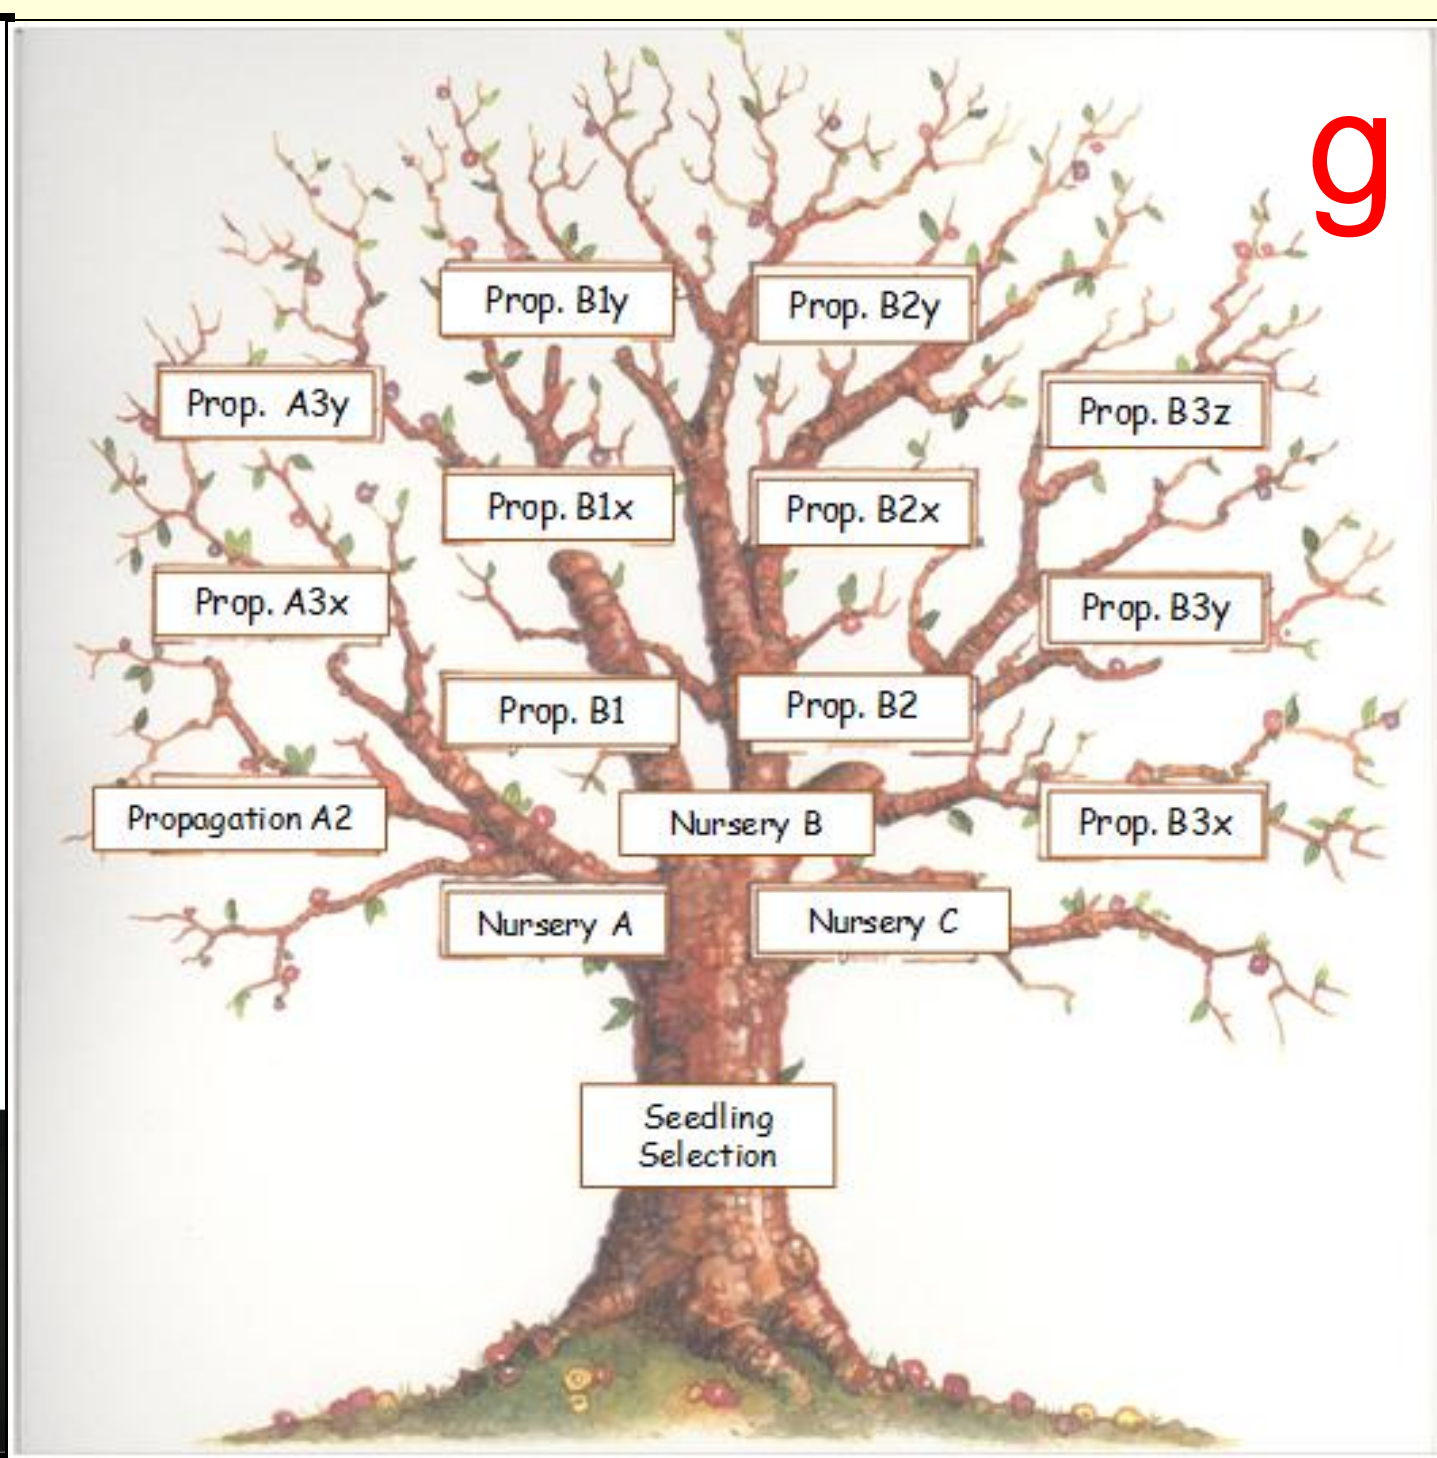 g
Prop. B1y
Prop. B2y
Prop. A3y
Prop. B3z
Prop. B1x
Prop. B2x
Prop. A3x
Prop. B3y
Prop. B1
Prop. B2
Propagation A2
Nursery B
Prop. B3x
Nursery A
Nursery C
Seedling
Selection